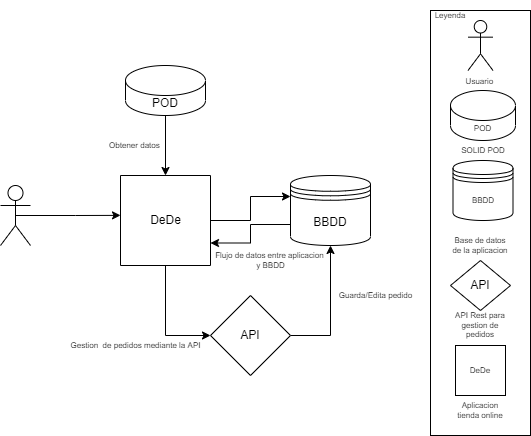 POD
Obtener datos
DeDe
BBDD
Flujo de datos entre aplicacion
y BBDD
Guarda/Edita pedido
API
Gestion de pedidos mediante la API
Leyenda
Usuario
POD
SOLID POD
BBDD
Base de datos
de la aplicacion
API
API Rest para
gestion de
pedidos
DeDe
Aplicacion
tienda online